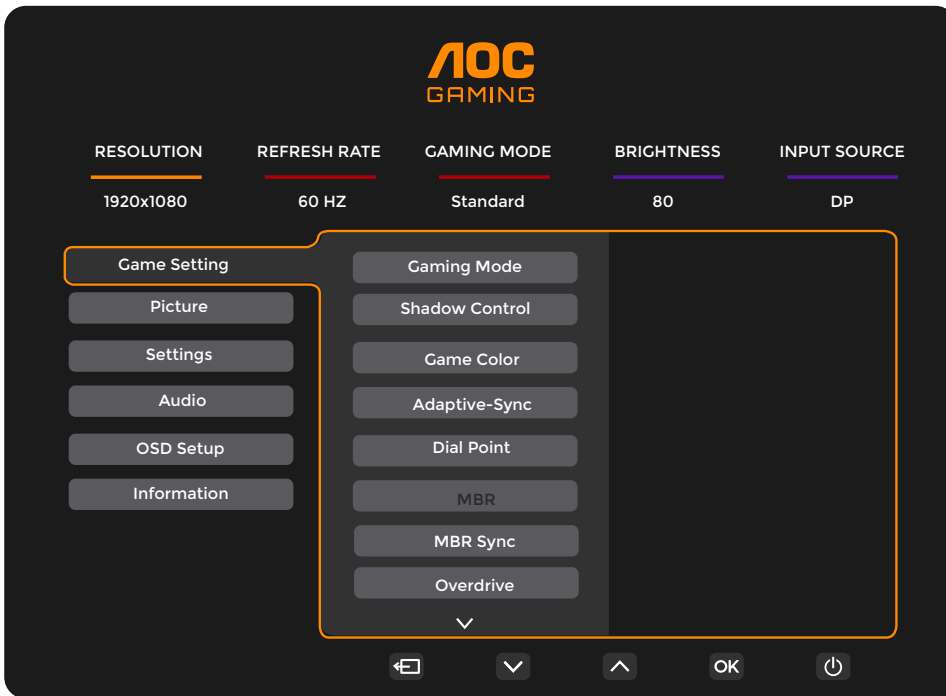 AOC
GAMING
RESOLUTION REFRESH RATE GAMING MODE BRIGHTNESS INPUT SOURCE
1920x1080 60 HZ Standard 80 DP
Game Setting
Picture
Settings
Audio
OSD Setup
Information
Gaming Mode
Shadow Control
Game Color
Adaptive-Sync
Dial Point
MBR
MBR Sync
Overdrive
OK